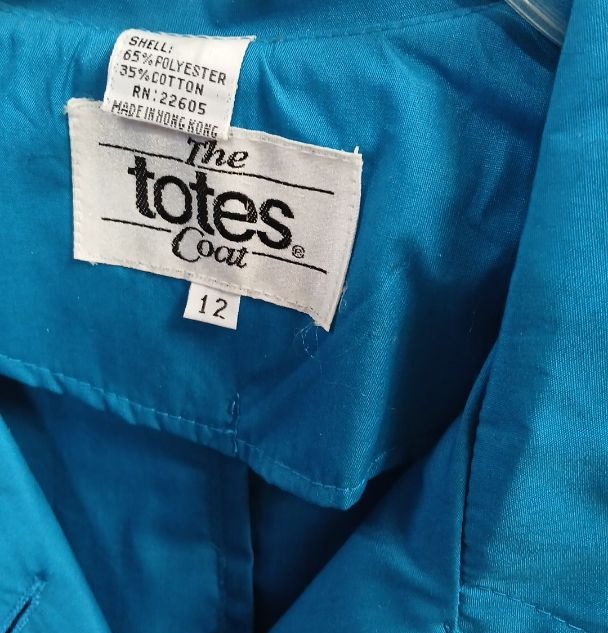 SHELL:
65% POLYESTER
35% COTTON
RN: 22605
MADE IN HONG KONG
The
totes®
Coat
12